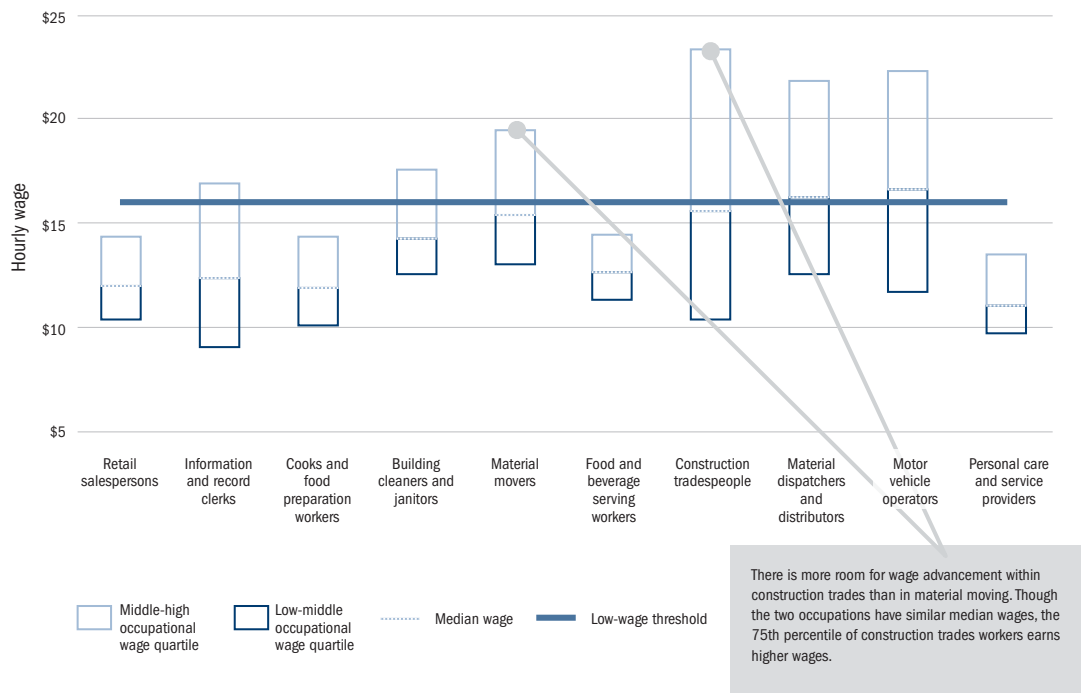 $25
$20
$15
$10
$5
Hourly wage
Retail
salespersons
Information
and record
clerks
Cooks and
food
preparation
workers
Building
cleaners and
janitors
Material
movers
Food and
beverage
serving
workers
Construction
tradespeople
Material
dispatchers
and
distributors
Motor
vehicle
operators
Personal care
and service
providers
Middle-high
occupational
wage quartile
Low-middle
occupational
wage quartile
Median wage
Low-wage threshold
There is more room for wage advancement within
construction trades than in material moving. Though
the two occupations have similar median wages, the
75th percentile of construction trades workers earns
higher wages.